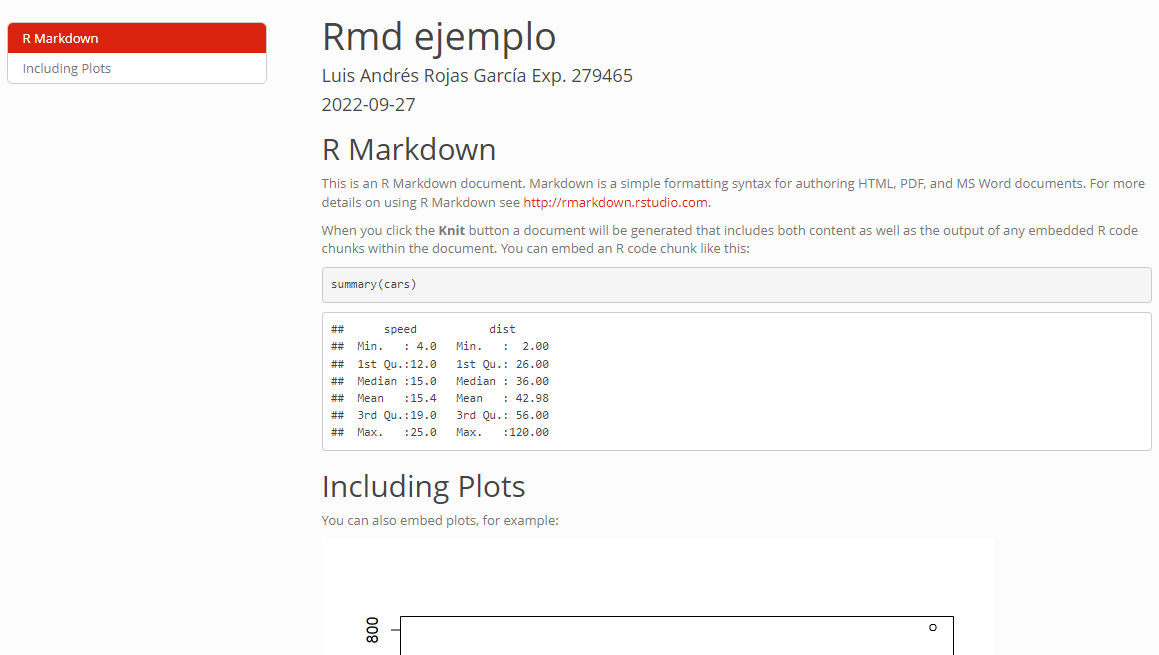 R Markdown
Including Plots
Rmd ejemplo
Luis Andrés Rojas García Exp. 279465
2022-09-27
R Markdown
This is an R Markdown document. Markdown is a simple formatting syntax for authoring HTML, PDF, and MS Word documents. For more
details on using R Markdown see http://rmarkdown.rstudio.com.
When you click the Knit button a document will be generated that includes both content as well as the output of any embedded R code
chunks within the document. You can embed an R code chunk like this:
summary(cars)
##      speed           dist
##  Min.   : 4.0   Min.   :  2.00
##  1st Qu.:12.0   1st Qu.: 26.00
##  Median :15.0   Median : 36.00
##  Mean   :15.4   Mean   : 42.98
##  3rd Qu.:19.0   3rd Qu.: 56.00
##  Max.   :25.0   Max.   :120.00
Including Plots
You can also embed plots, for example:
800